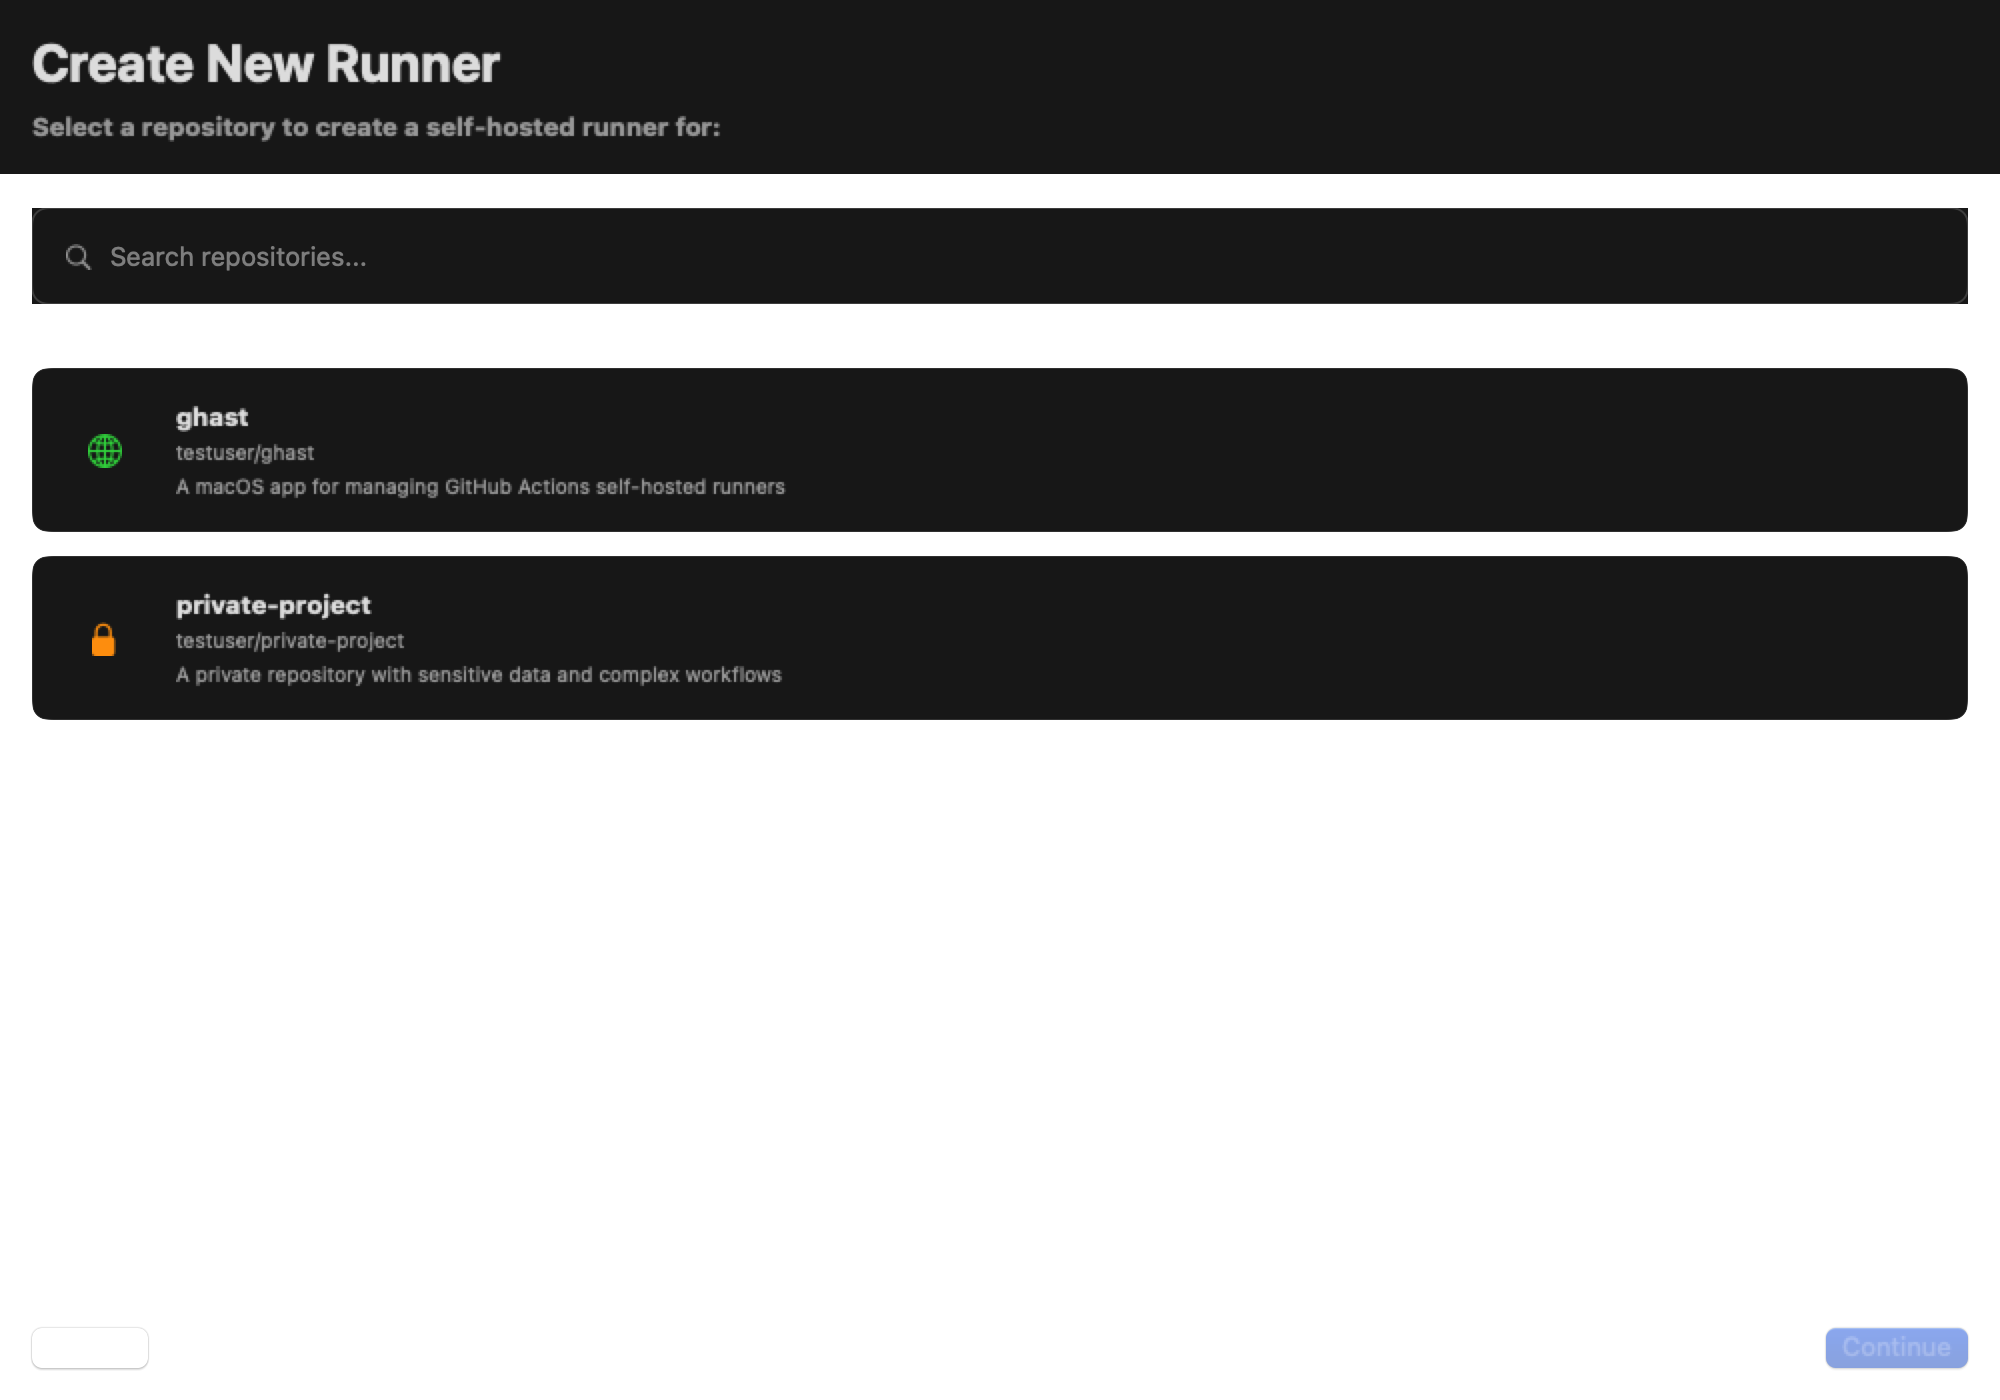 Create New Runner
Select a repository to create a self-hosted runner for:
Search repositories...
ghast
testuser/ghast
A macOS app for managing GitHub Actions self-hosted runners
private-project
testuser/private-project
A private repository with sensitive data and complex workflows
Continue